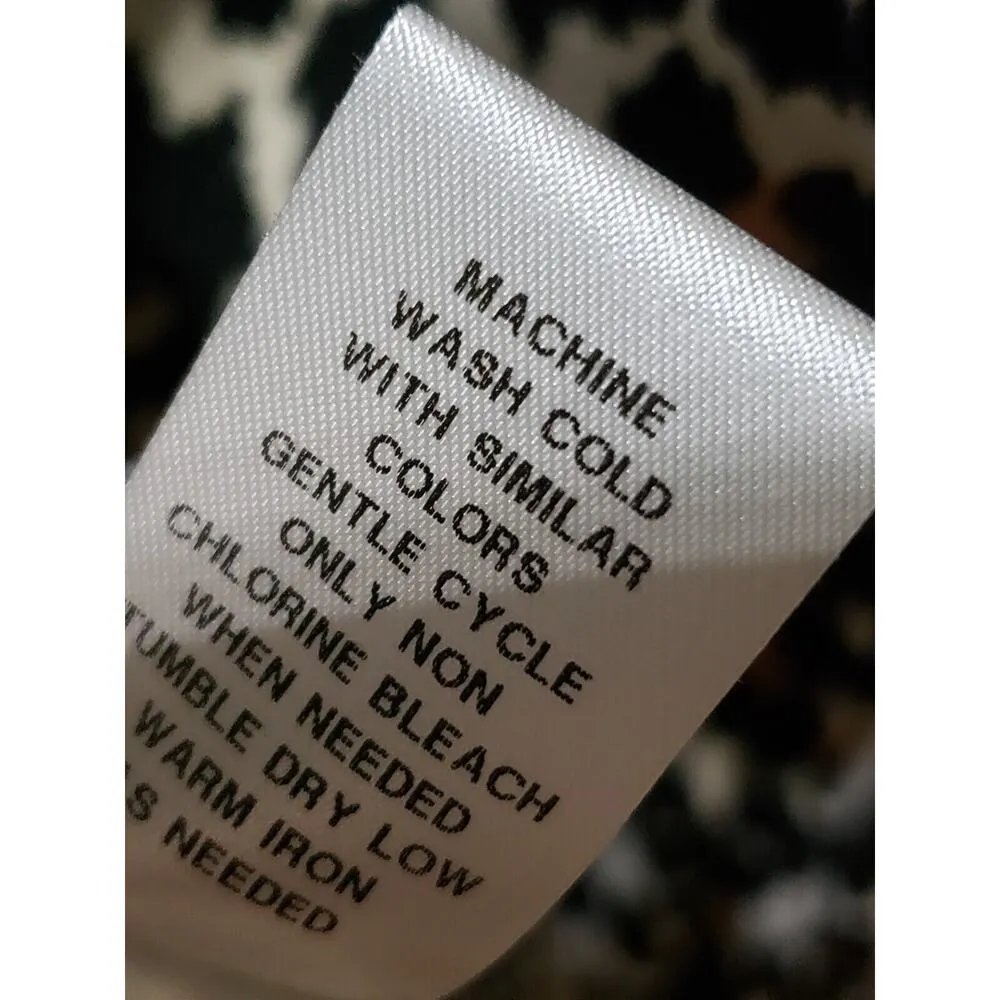 MACHINE
WASH COLD
WITH SIMILAR
COLORS
GENTLE CYCLE
ONLY NON
CHLORINE BLEACH
WHEN NEEDED
TUMBLE DRY LOW
WARM IRON
AS NEEDED